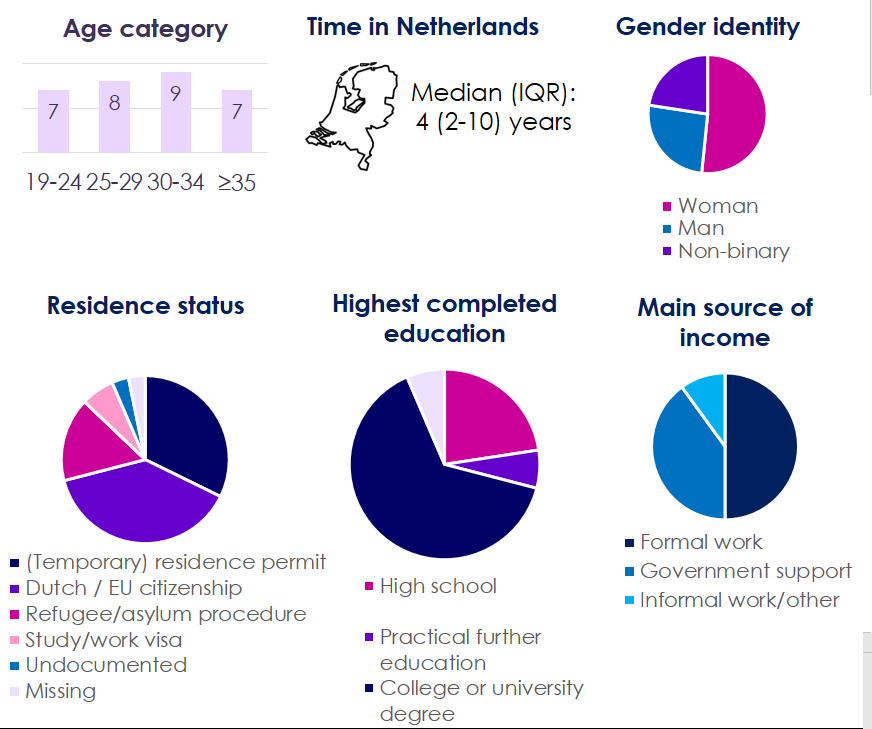 Age category
7
8
9
7
19-24 25-29 30-34 ≥35
Time in Netherlands
Median (IQR):
4 (2-10) years
Gender identity
Woman
Man
Non-binary
Residence status
(Temporary) residence permit
Dutch / EU citizenship
Refugee/asylum procedure
Study/work visa
Undocumented
Missing
Highest completed
education
High school
Practical further
education
College or university
degree
Main source of
income
Formal work
Government support
Informal work/other